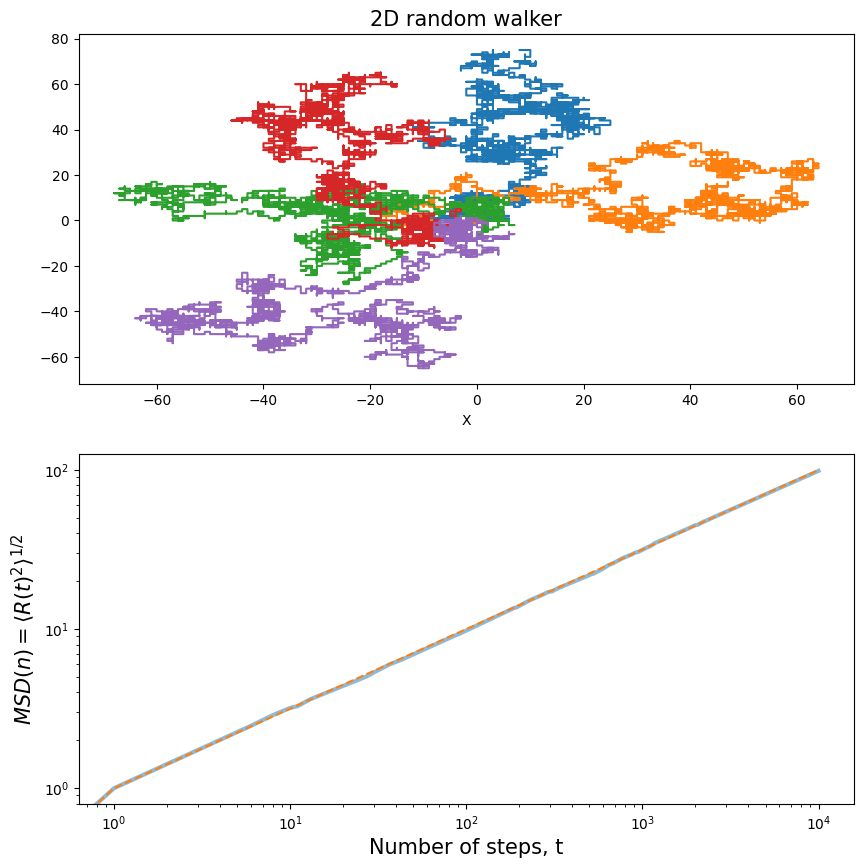 2D random walker
80
60
40
20
0
−20
−40
−60
−60 −40 −20 0 20 40 60
X
10²
10¹
10⁰
MSD(n) = ⟨R(t)²⟩^{1/2}
10⁰ 10¹ 10² 10³ 10⁴
Number of steps, t